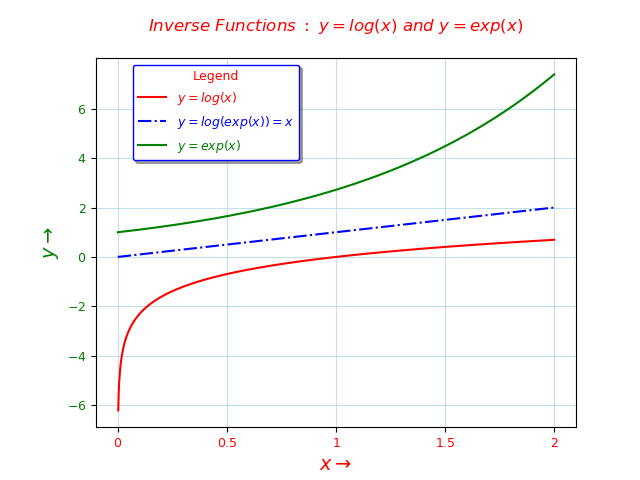 Inverse Functions : y = log(x) and y = exp(x)
Legend
y = log(x)
y = log(exp(x)) = x
y = exp(x)
6
4
2
0
−2
−4
−6
y →
0 0.5 1 1.5 2
x →